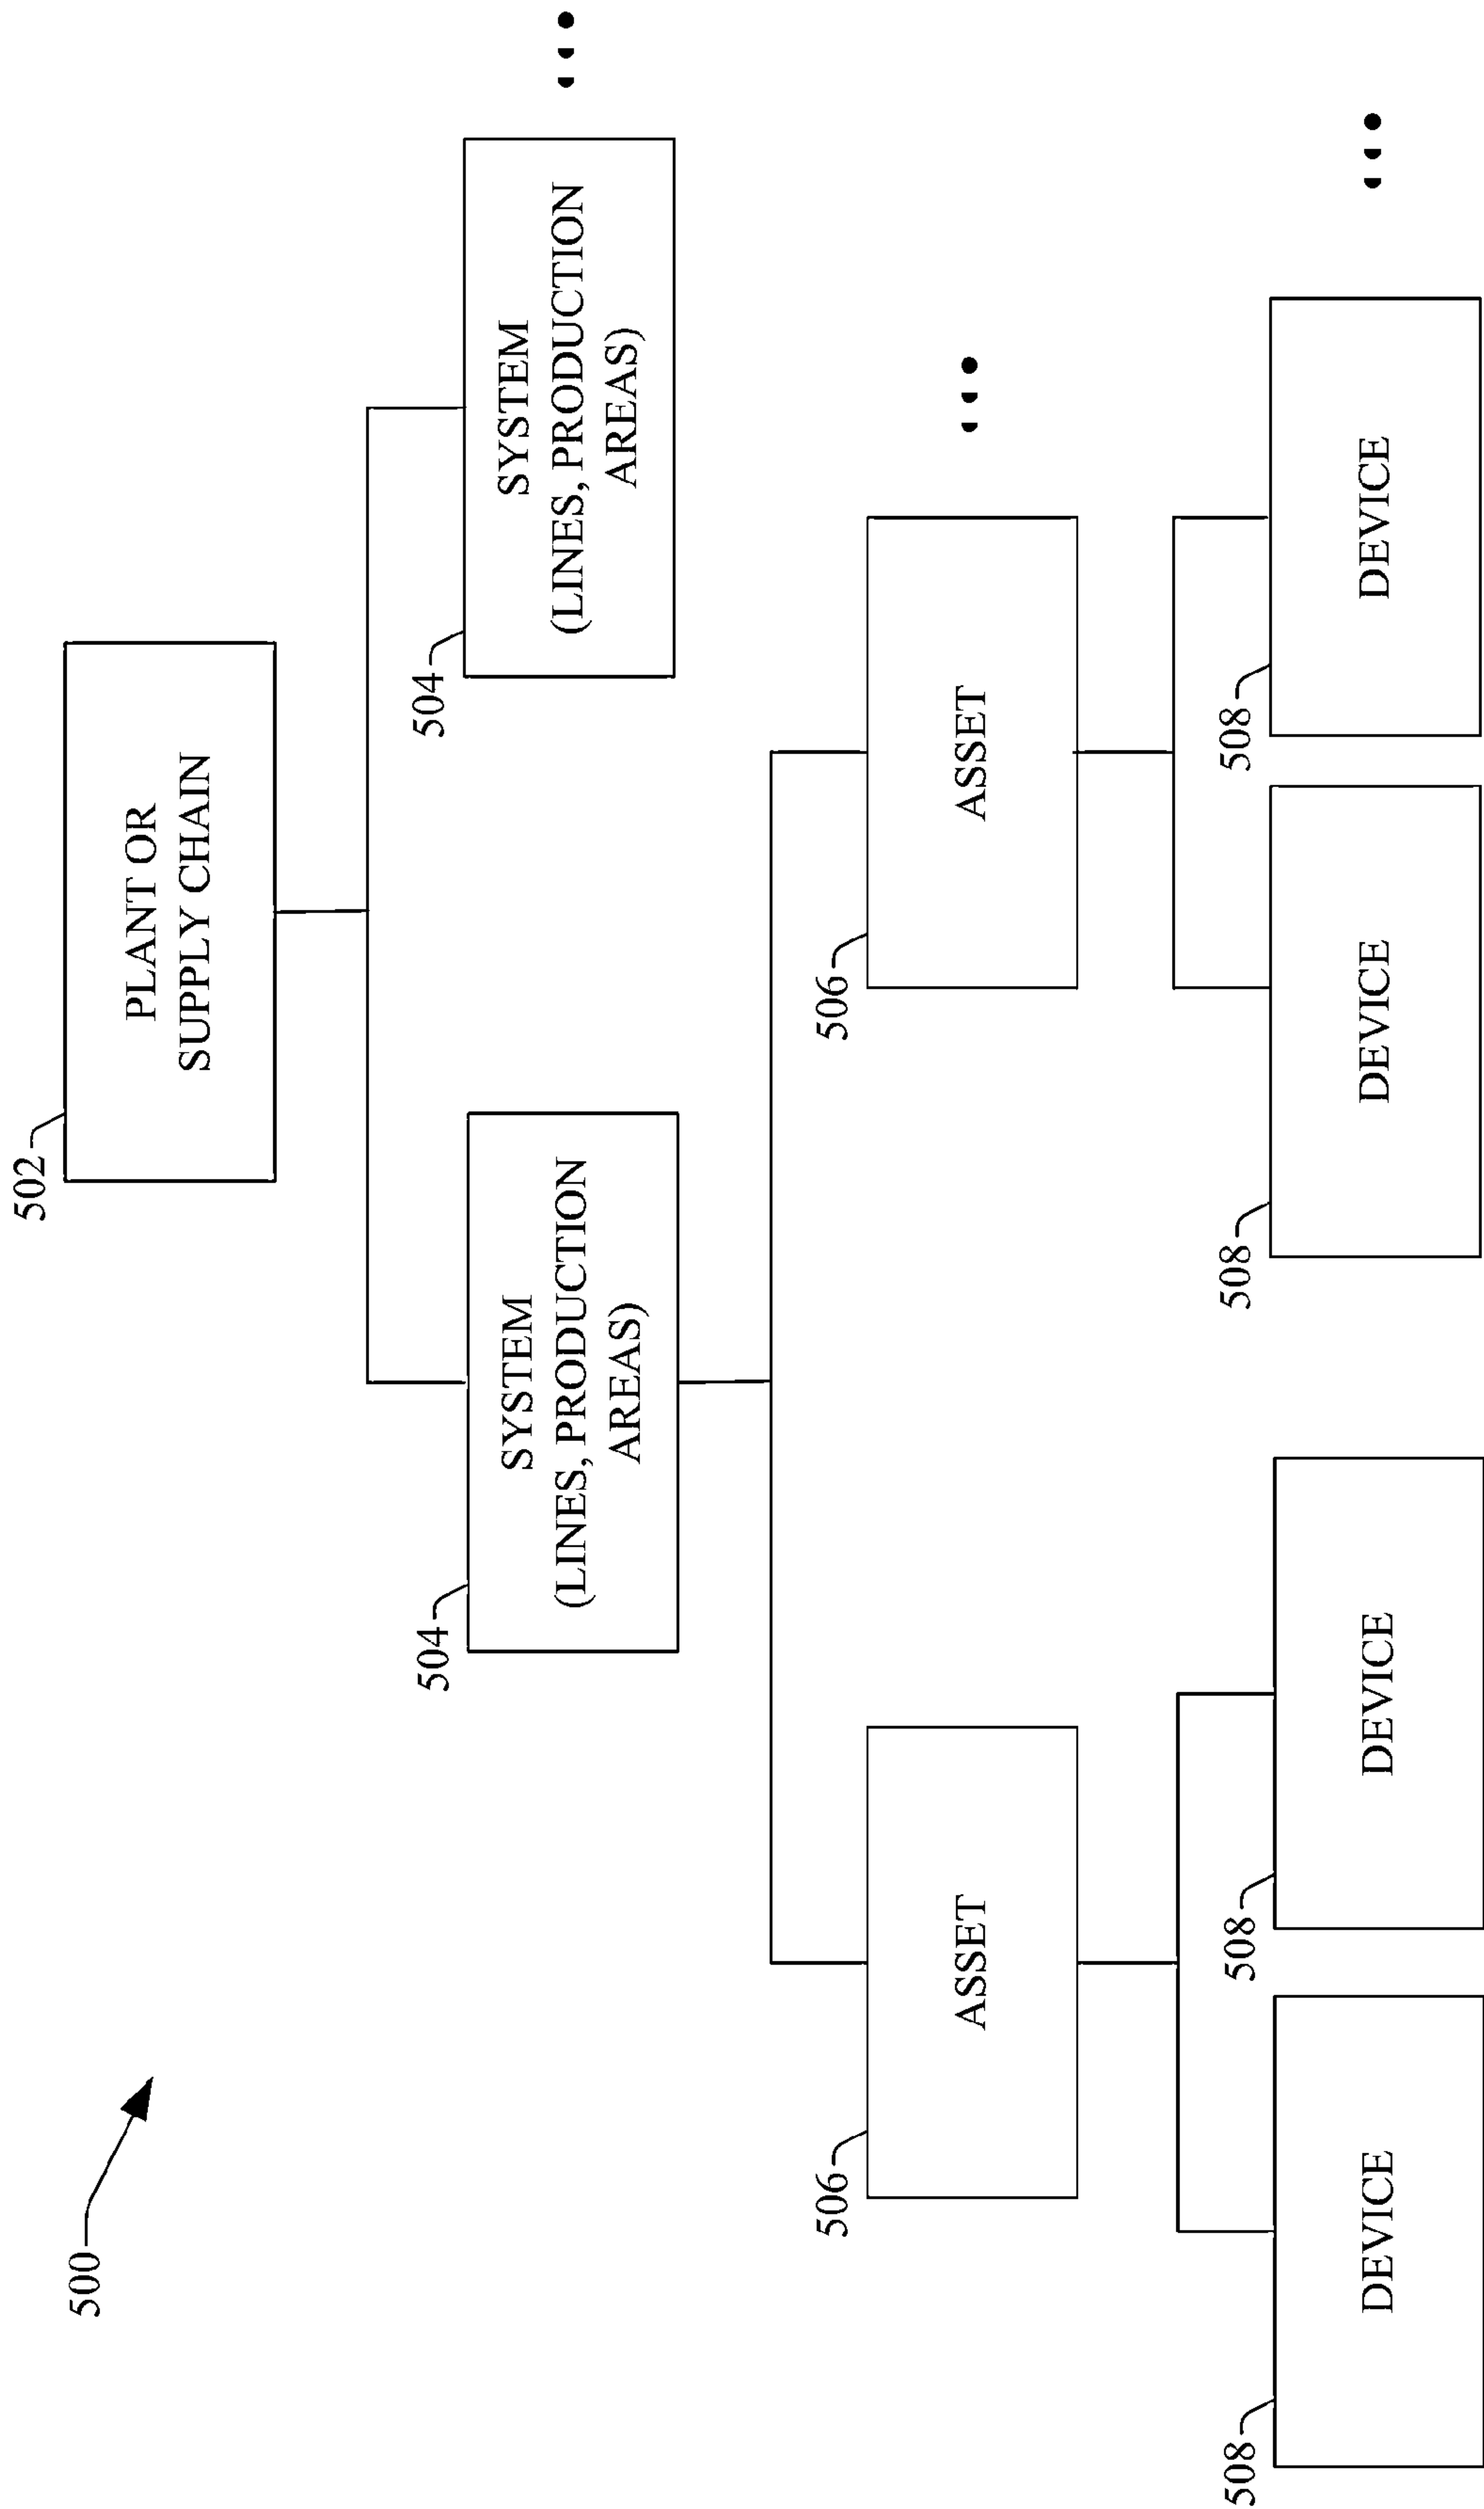 500
502
PLANT OR
SUPPLY CHAIN
504
SYSTEM
(LINES, PRODUCTION
AREAS)
504
SYSTEM
(LINES, PRODUCTION
AREAS)
506
ASSET
506
ASSET
508
DEVICE
508
DEVICE
508
DEVICE
508
DEVICE